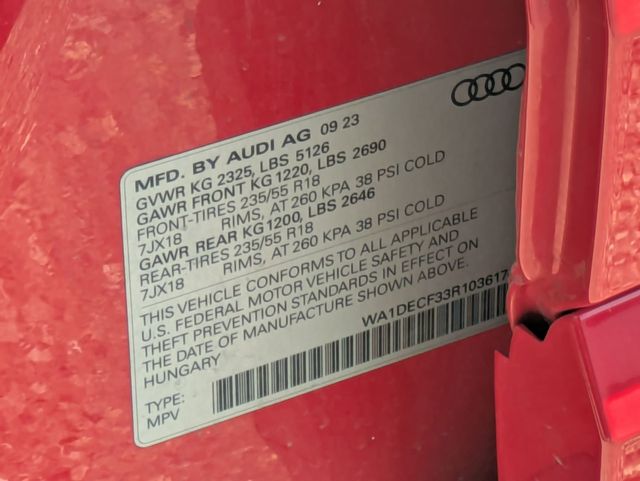 MFD. BY AUDI AG 09 23
GVWR KG 2325, LBS 5126
GAWR FRONT KG 1220, LBS 2690
FRONT-TIRES 235/55 R18
7JX18 RIMS, AT 260 KPA 38 PSI COLD
GAWR REAR KG 1200, LBS 2646
REAR-TIRES 235/55 R18
7JX18 RIMS, AT 260 KPA 38 PSI COLD
THIS VEHICLE CONFORMS TO ALL APPLICABLE
U.S. FEDERAL MOTOR VEHICLE SAFETY AND
THEFT PREVENTION STANDARDS IN EFFECT ON
THE DATE OF MANUFACTURE SHOWN ABOVE.
HUNGARY
WA1DECF33R103617
TYPE:
MPV